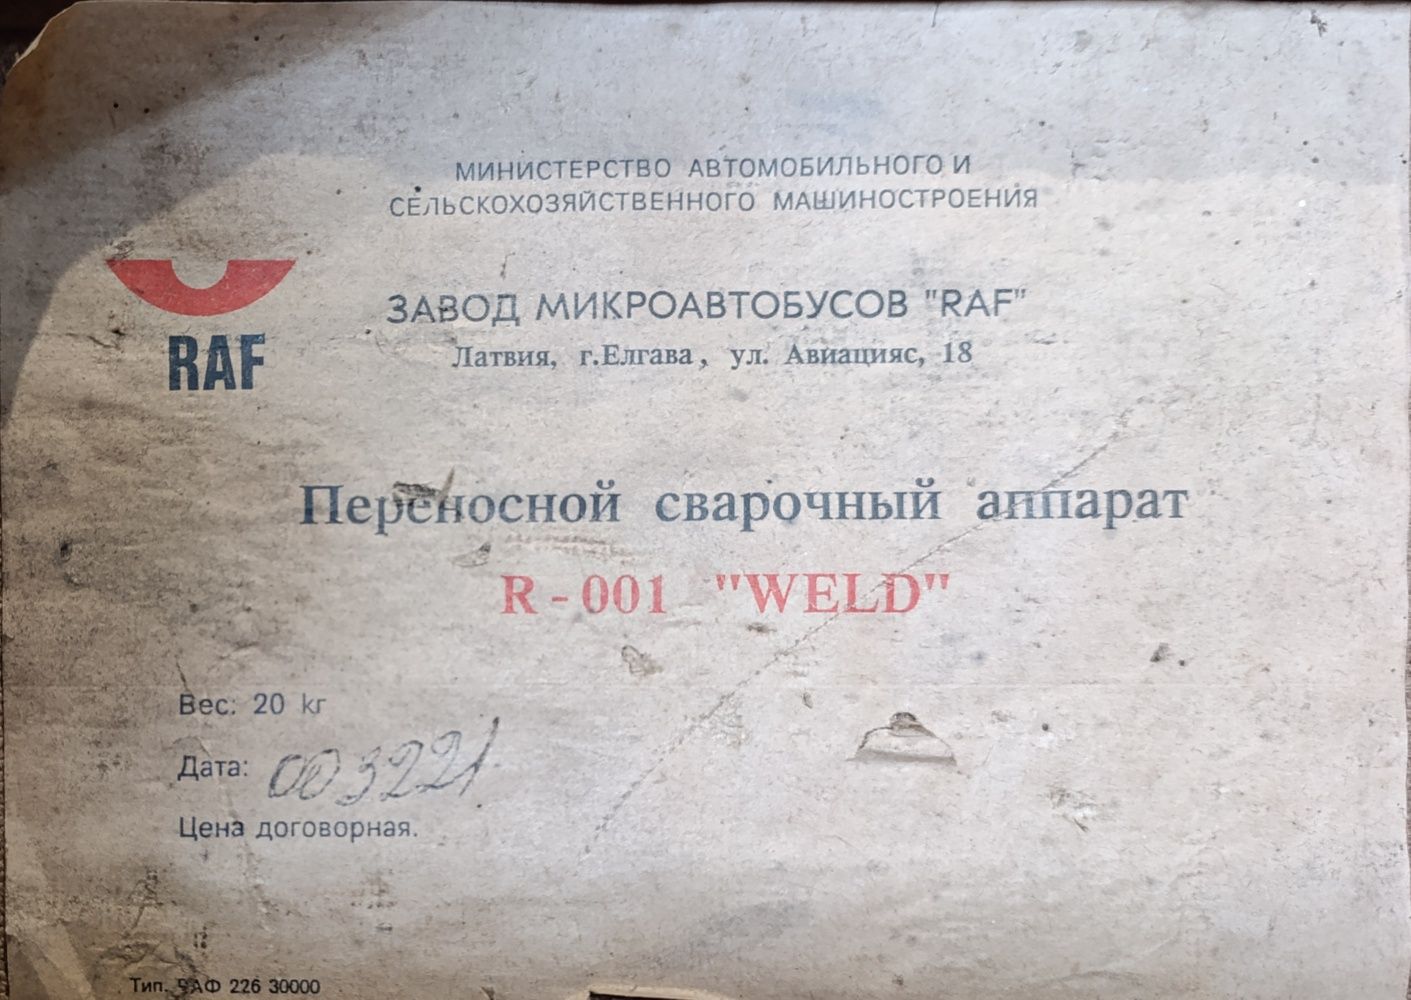 МИНИСТЕРСТВО АВТОМОБИЛЬНОГО И
СЕЛЬСКОХОЗЯЙСТВЕННОГО МАШИНОСТРОЕНИЯ
ЗАВОД МИКРОАВТОБУСОВ "RAF"
Латвия, г.Елгава, ул. Авиацияс, 18
RAF
Переносной сварочный аппарат
R-001 "WELD"
Вес: 20 kг
Дата: 003221
Цена договорная.
Тип. РАФ 226 30000